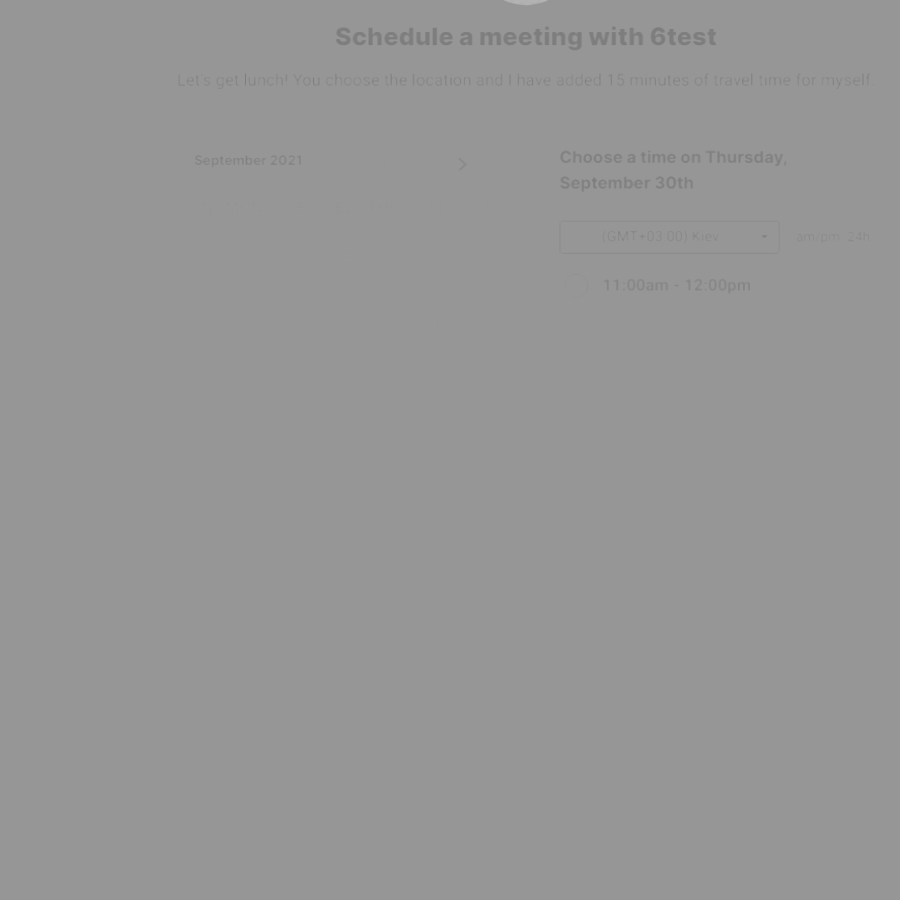 Schedule a meeting with 6test
Let's get lunch! You choose the location and I have added 15 minutes of travel time for myself
September 2021
Choose a time on Thursday,
September 30th
(GMT+03:00) Kiev
am/pm 24h
11:00am - 12:00pm